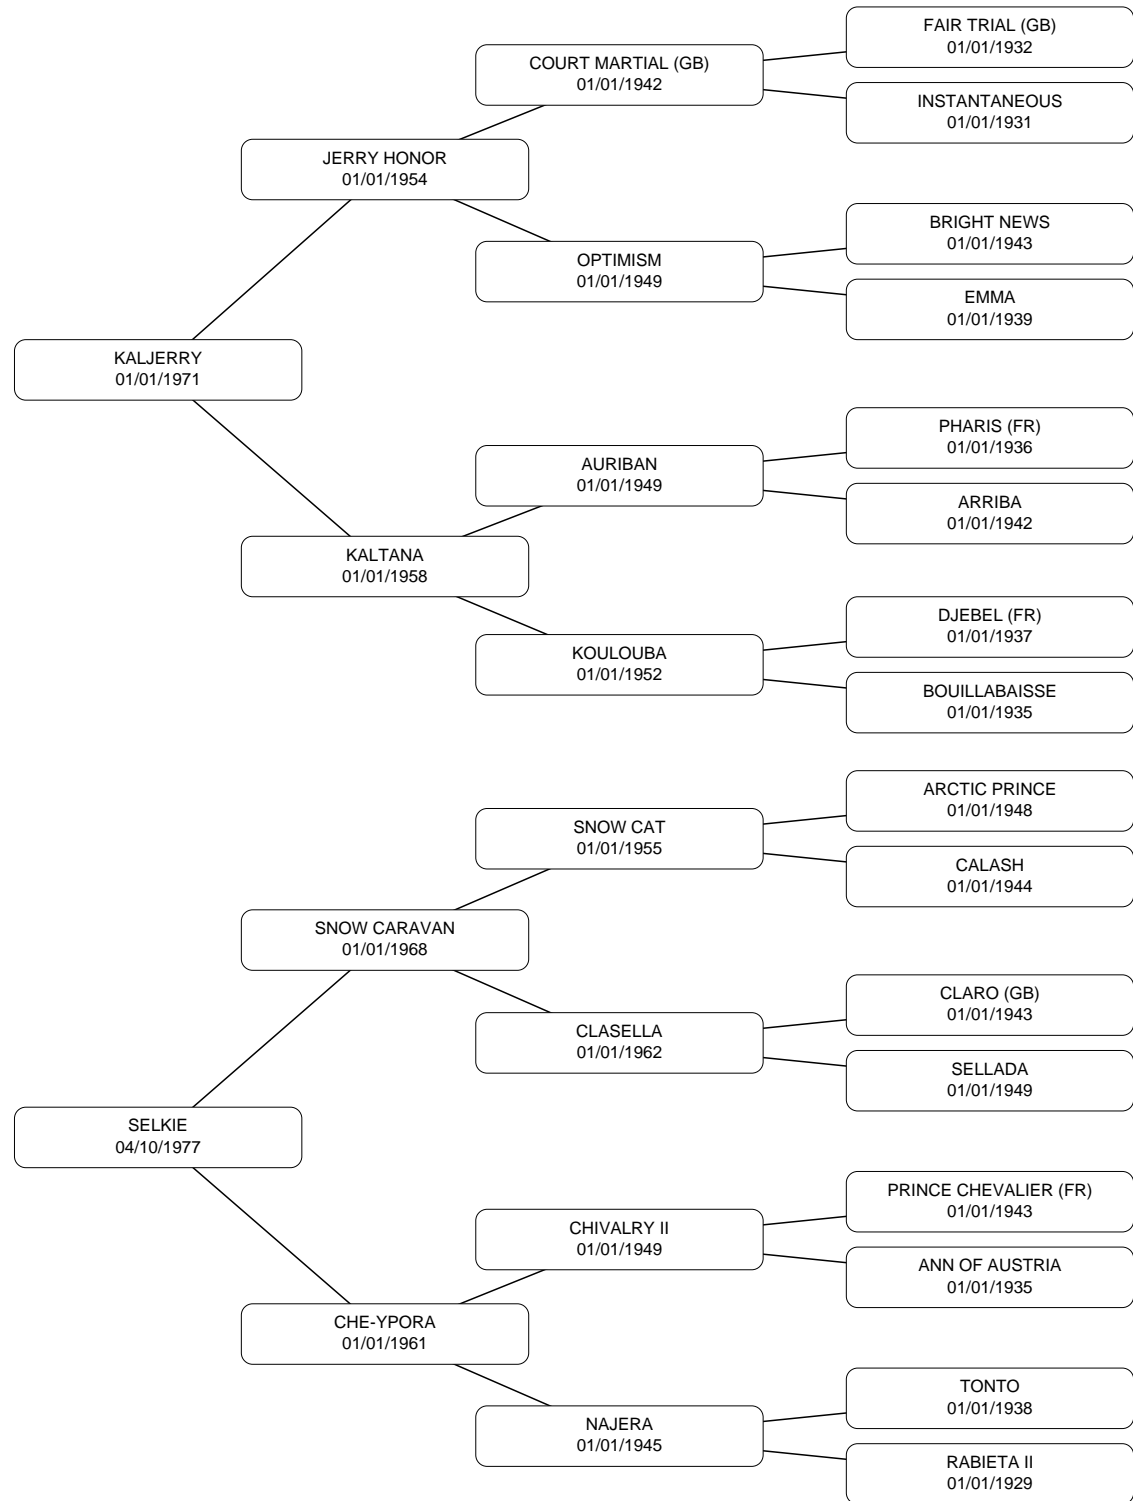 FAIR TRIAL (GB)
01/01/1932
COURT MARTIAL (GB)
01/01/1942
INSTANTANEOUS
01/01/1931
JERRY HONOR
01/01/1954
BRIGHT NEWS
01/01/1943
OPTIMISM
01/01/1949
EMMA
01/01/1939
KALJERRY
01/01/1971
PHARIS (FR)
01/01/1936
AURIBAN
01/01/1949
ARRIBA
01/01/1942
KALTANA
01/01/1958
DJEBEL (FR)
01/01/1937
KOULOUBA
01/01/1952
BOUILLABAISSE
01/01/1935
ARCTIC PRINCE
01/01/1948
SNOW CAT
01/01/1955
CALASH
01/01/1944
SNOW CARAVAN
01/01/1968
CLARO (GB)
01/01/1943
CLASELLA
01/01/1962
SELLADA
01/01/1949
SELKIE
04/10/1977
PRINCE CHEVALIER (FR)
01/01/1943
CHIVALRY II
01/01/1949
ANN OF AUSTRIA
01/01/1935
CHE-YPORA
01/01/1961
TONTO
01/01/1938
NAJERA
01/01/1945
RABIETA II
01/01/1929